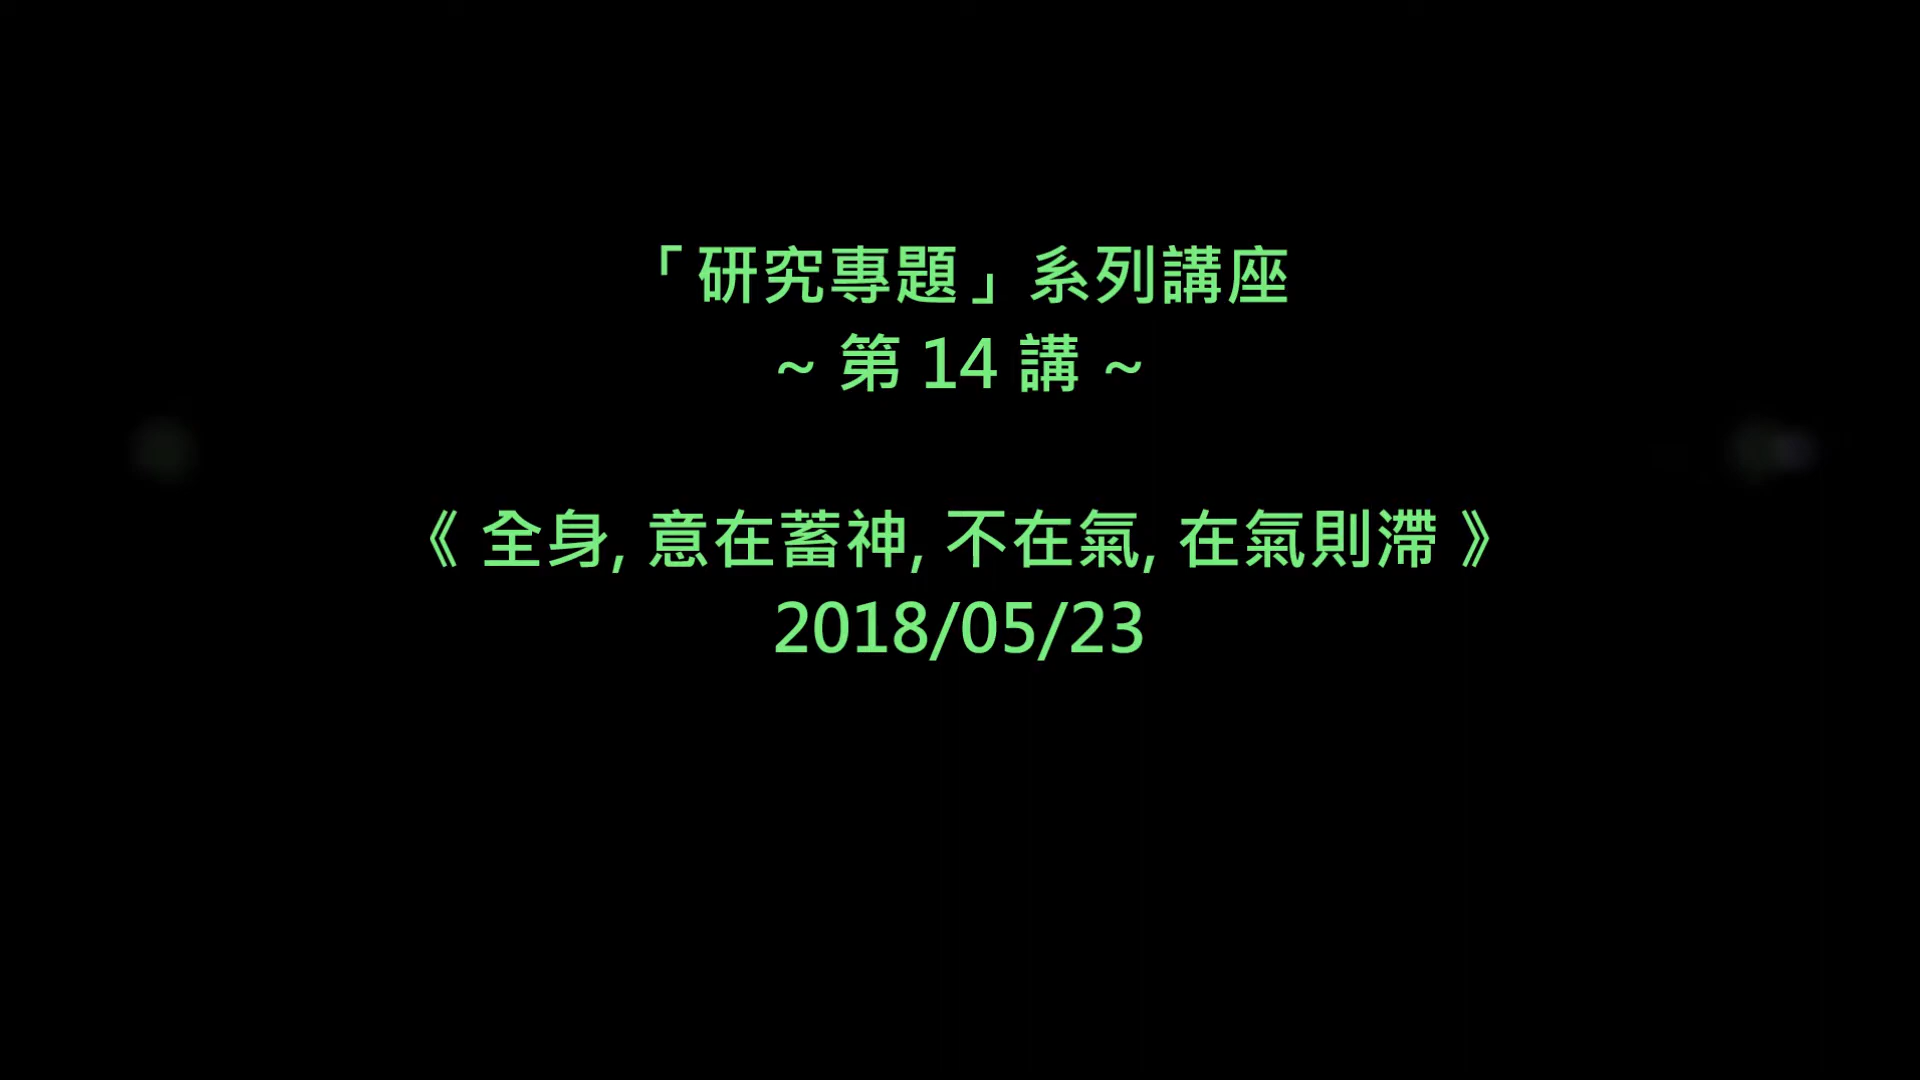 「研究專題」系列講座
~ 第 14 講 ~
《 全身, 意在蓄神, 不在氣, 在氣則滯 》
2018/05/23